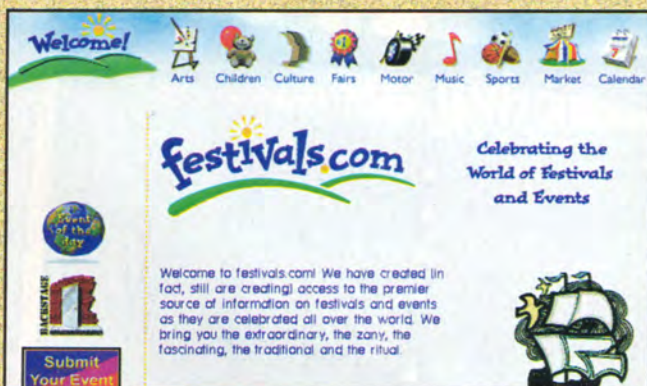 Welcome!
Arts Children Culture Fairs Motor Music Sports Market Calendar
festivals.com
Celebrating the
World of Festivals
and Events
Event
of the
day
BACKSTAGE
Submit
Your Event
Welcome to festivals.com! We have created (in
fact, still are creating) access to the premier
source of information on festivals and events
as they are celebrated all over the world. We
bring you the extraordinary, the zany, the
fascinating, the traditional and the ritual.